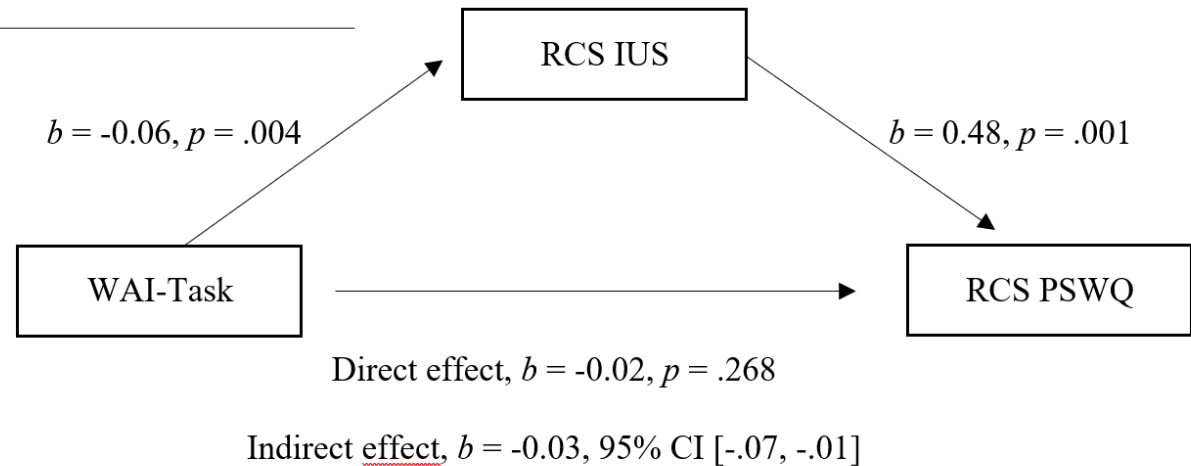 RCS IUS
b = -0.06, p = .004
b = 0.48, p = .001
WAI-Task
RCS PSWQ
Direct effect, b = -0.02, p = .268
Indirect effect, b = -0.03, 95% CI [-.07, -.01]